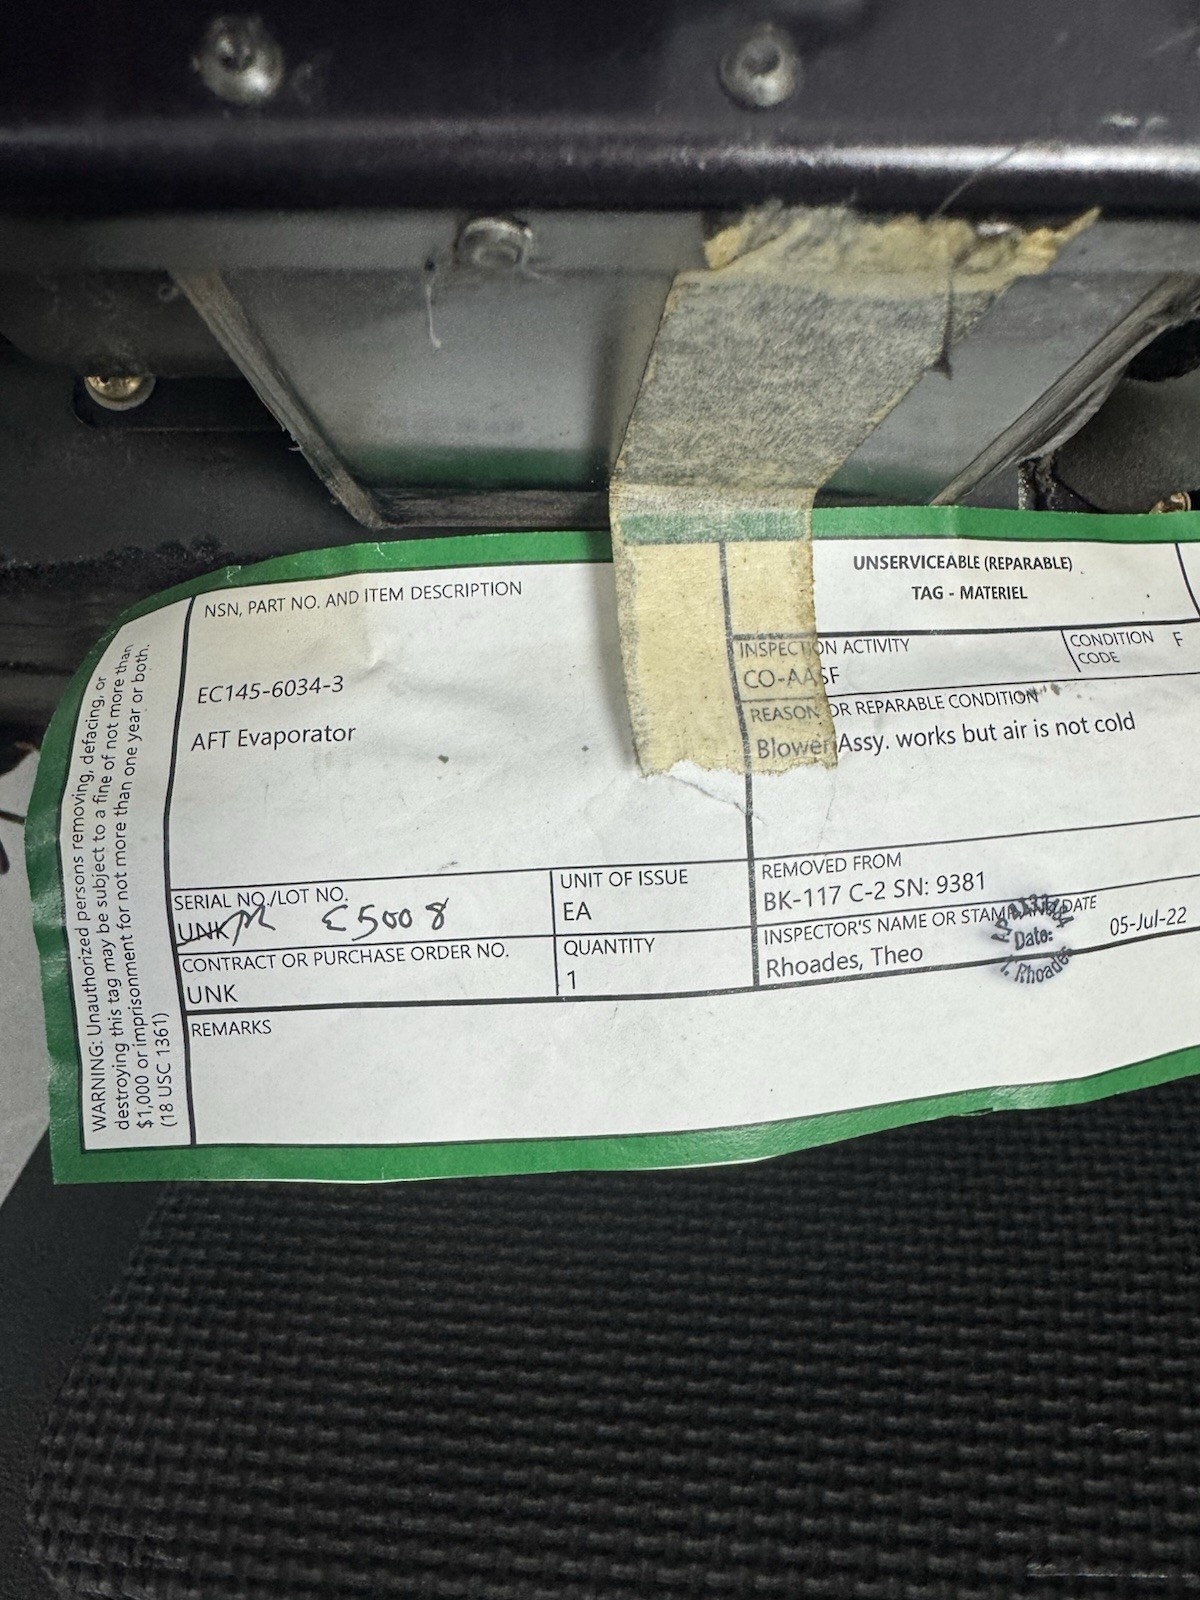 UNSERVICEABLE (REPARABLE)
TAG - MATERIEL
NSN, PART NO. AND ITEM DESCRIPTION
EC145-6034-3
AFT Evaporator
INSPECTION ACTIVITY
CO-AASF
CONDITION CODE F
REASON OR REPARABLE CONDITION
Blower Assy. works but air is not cold
SERIAL NO./LOT NO.
UNK E5008
UNIT OF ISSUE
EA
REMOVED FROM
BK-117 C-2 SN: 9381
CONTRACT OR PURCHASE ORDER NO.
UNK
QUANTITY
1
INSPECTOR'S NAME OR STAMP AND DATE
Rhoades, Theo
Date:
T. Rhoades
05-Jul-22
REMARKS
WARNING: Unauthorized persons removing, defacing, or
destroying this tag may be subject to a fine of not more than
$1,000 or imprisonment for not more than one year or both.
(18 USC 1361)